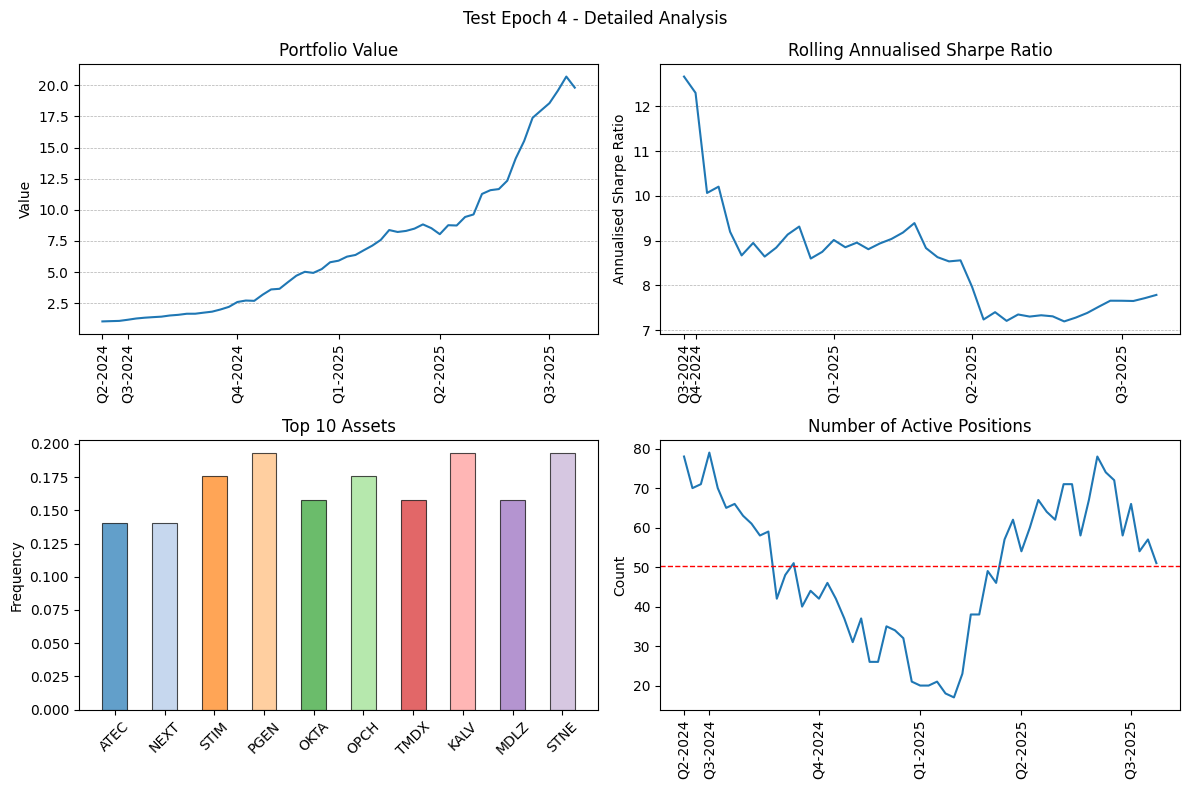 Test Epoch 4 - Detailed Analysis
Portfolio Value
Value
20.0
17.5
15.0
12.5
10.0
7.5
5.0
2.5
Q2-2024
Q3-2024
Q4-2024
Q1-2025
Q2-2025
Q3-2025
Rolling Annualised Sharpe Ratio
Annualised Sharpe Ratio
12
11
10
9
8
7
Q3-2024
Q4-2024
Q1-2025
Q2-2025
Q3-2025
Top 10 Assets
Frequency
0.200
0.175
0.150
0.125
0.100
0.075
0.050
0.025
0.000
ATEC
NEXT
STIM
PGEN
OKTA
OPCH
TMDX
KALV
MDLZ
STNE
Number of Active Positions
Count
80
70
60
50
40
30
20
Q2-2024
Q3-2024
Q4-2024
Q1-2025
Q2-2025
Q3-2025